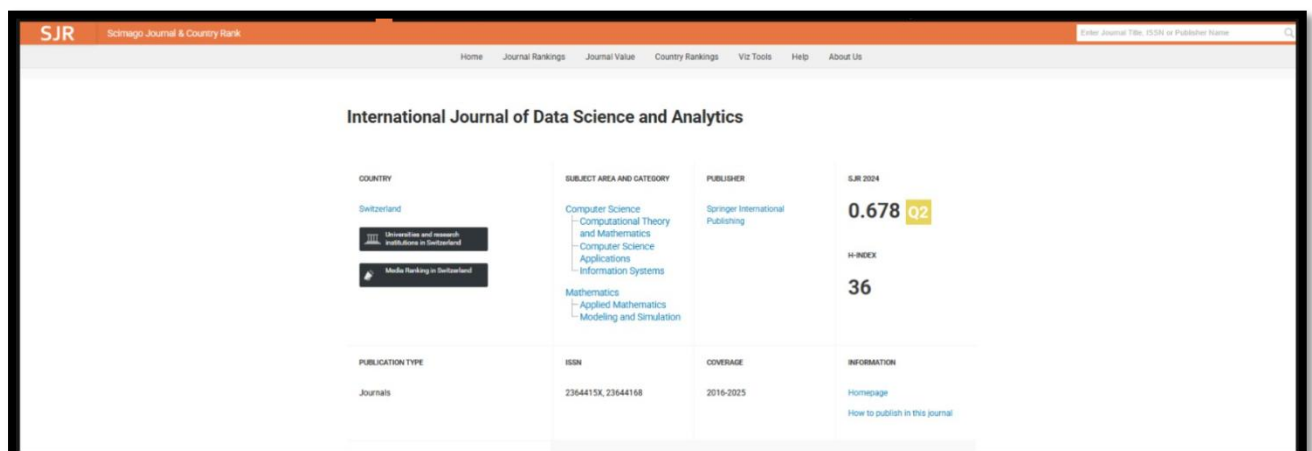 SJR Scimago Journal & Country Rank Enter Journal Title, ISSN or Publisher Name
Home Journal Rankings Journal Value Country Rankings Viz Tools Help About Us
International Journal of Data Science and Analytics
COUNTRY
Switzerland
Universities and research
institutions in Switzerland
Media Ranking in Switzerland
SUBJECT AREA AND CATEGORY
Computer Science
Computational Theory
and Mathematics
Computer Science
Applications
Information Systems
Mathematics
Applied Mathematics
Modeling and Simulation
PUBLISHER
Springer International
Publishing
SJR 2024
0.678 Q2
H-INDEX
36
PUBLICATION TYPE
Journals
ISSN
2364415X, 23644168
COVERAGE
2016-2025
INFORMATION
Homepage
How to publish in this journal